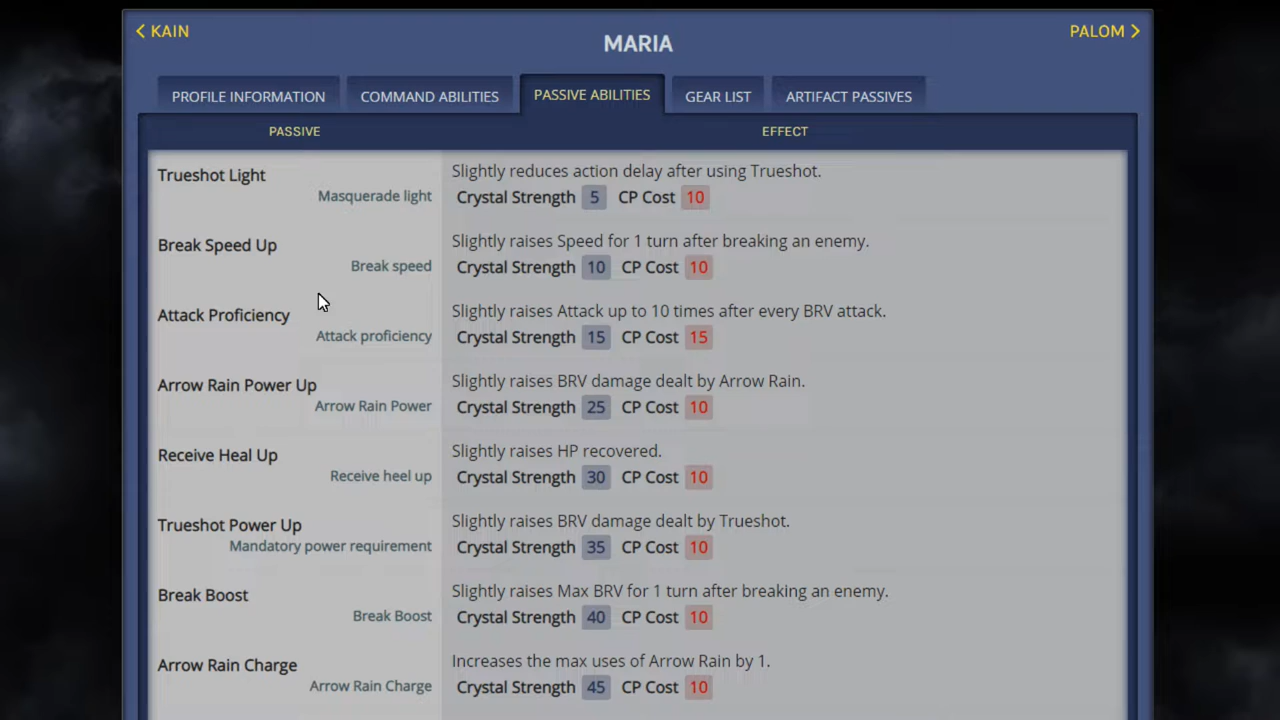 KAIN
PALOM
MARIA
PROFILE INFORMATION
COMMAND ABILITIES
PASSIVE ABILITIES
GEAR LIST
ARTIFACT PASSIVES
PASSIVE
EFFECT
Trueshot Light
Masquerade light
Slightly reduces action delay after using Trueshot.
Crystal Strength 5 CP Cost 10
Break Speed Up
Break speed
Slightly raises Speed for 1 turn after breaking an enemy.
Crystal Strength 10 CP Cost 10
Attack Proficiency
Attack proficiency
Slightly raises Attack up to 10 times after every BRV attack.
Crystal Strength 15 CP Cost 15
Arrow Rain Power Up
Arrow Rain Power
Slightly raises BRV damage dealt by Arrow Rain.
Crystal Strength 25 CP Cost 10
Receive Heal Up
Receive heel up
Slightly raises HP recovered.
Crystal Strength 30 CP Cost 10
Trueshot Power Up
Mandatory power requirement
Slightly raises BRV damage dealt by Trueshot.
Crystal Strength 35 CP Cost 10
Break Boost
Break Boost
Slightly raises Max BRV for 1 turn after breaking an enemy.
Crystal Strength 40 CP Cost 10
Arrow Rain Charge
Arrow Rain Charge
Increases the max uses of Arrow Rain by 1.
Crystal Strength 45 CP Cost 10